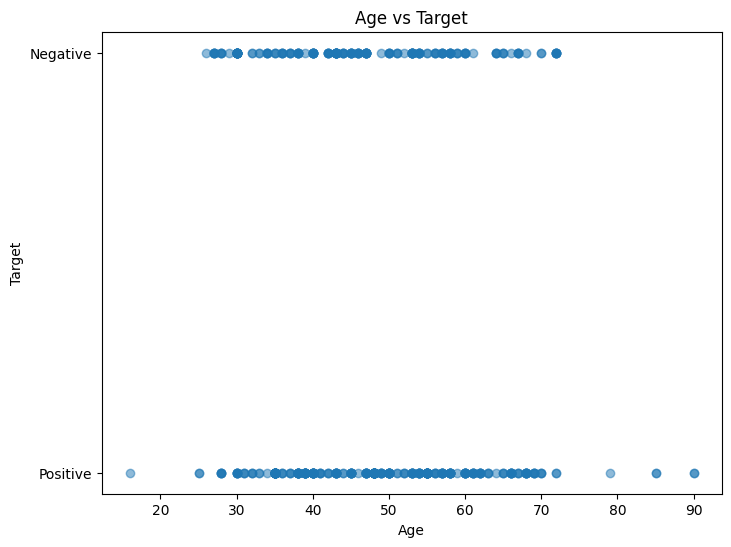 Age vs Target
Negative
Target
Positive
20 30 40 50 60 70 80 90
Age